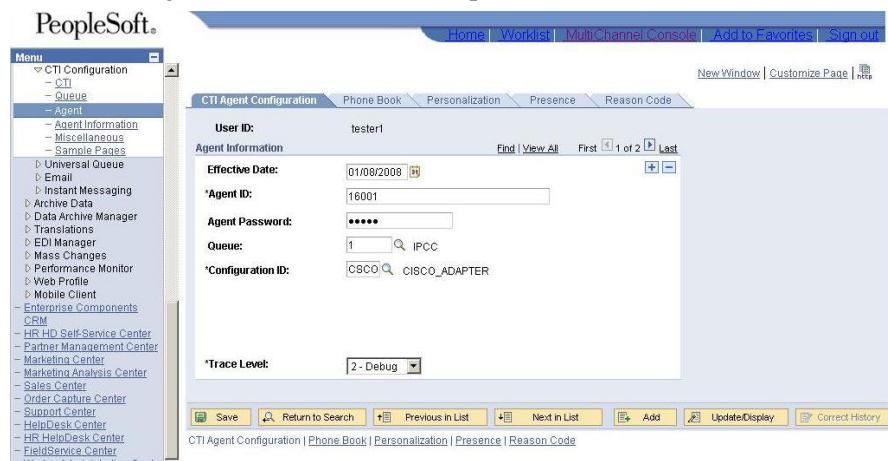 PeopleSoft®
Home | Worklist | MultiChannel Console | Add to Favorites | Sign out
Menu
CTI Configuration
– CTI
– Queue
– Agent
– Agent Information
– Miscellaneous
– Sample Pages
Universal Queue
Email
Instant Messaging
Archive Data
Data Archive Manager
Translations
EDI Manager
Mass Changes
Performance Monitor
Web Profile
Mobile Client
– Enterprise Components
CRM
– HR HD Self-Service Center
– Partner Management Center
– Marketing Center
– Marketing Analysis Center
– Sales Center
– Order Capture Center
– Support Center
– HelpDesk Center
– HR HelpDesk Center
– FieldService Center
New Window | Customize Page | http
CTI Agent Configuration Phone Book Personalization Presence Reason Code
User ID: tester1
Agent Information Find | View All First 1 of 2 Last
Effective Date: 01/08/2008
*Agent ID: 16001
Agent Password: •••••
Queue: 1 IPCC
*Configuration ID: CSCO CISCO_ADAPTER
*Trace Level: 2 - Debug
Save Return to Search Previous in List Next in List Add Update/Display Correct History
CTI Agent Configuration | Phone Book | Personalization | Presence | Reason Code